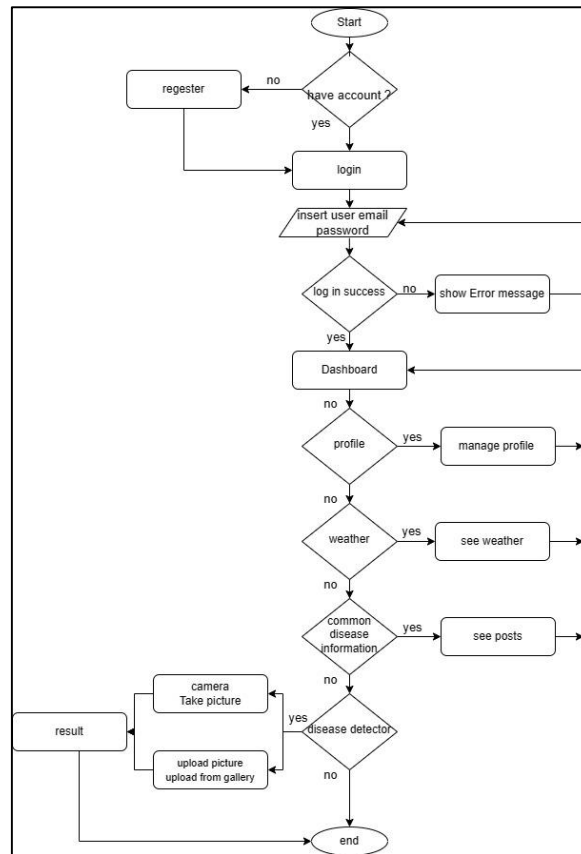 Start
have account ?
no
regester
yes
login
insert user email
password
log in success
no
show Error message
yes
Dashboard
no
profile
yes
manage profile
no
weather
yes
see weather
no
common
disease
information
yes
see posts
no
disease detector
yes
camera
Take picture
upload picture
upload from gallery
result
no
end